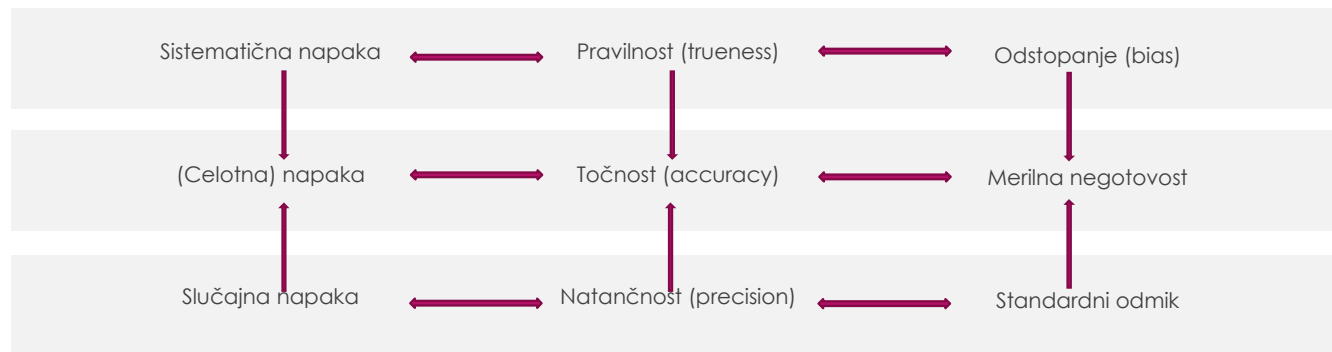 Sistematična napaka
Pravilnost (trueness)
Odstopanje (bias)
(Celotna) napaka
Točnost (accuracy)
Merilna negotovost
Slučajna napaka
Natančnost (precision)
Standardni odmik